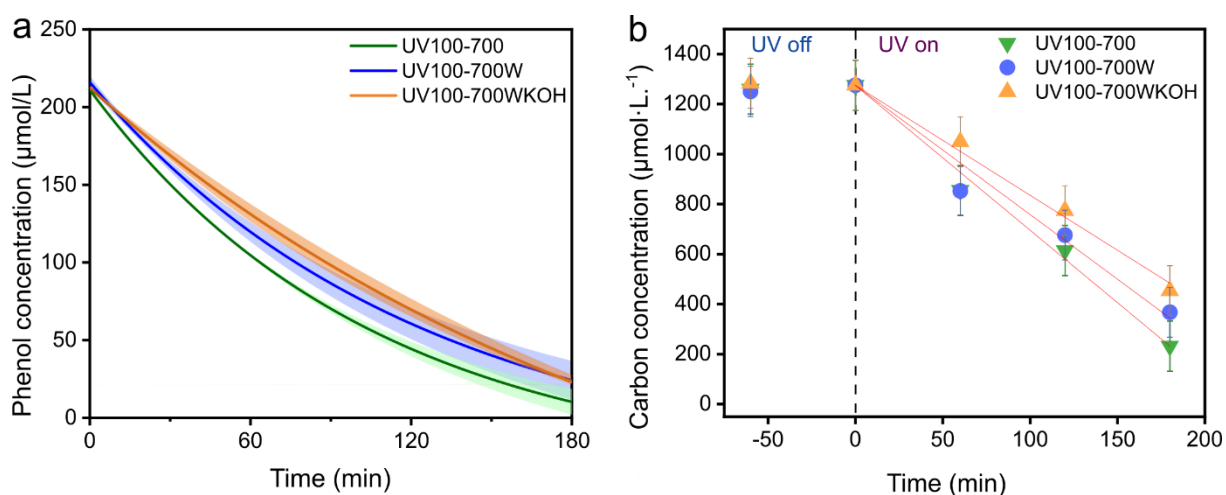 a
Phenol concentration (μmol/L)
250
200
150
100
50
0
0
60
120
180
Time (min)
UV100-700
UV100-700W
UV100-700WKOH
b
Carbon concentration (μmol·L.⁻¹)
1400
1200
1000
800
600
400
200
0
-50
0
50
100
150
200
Time (min)
UV off
UV on
UV100-700
UV100-700W
UV100-700WKOH